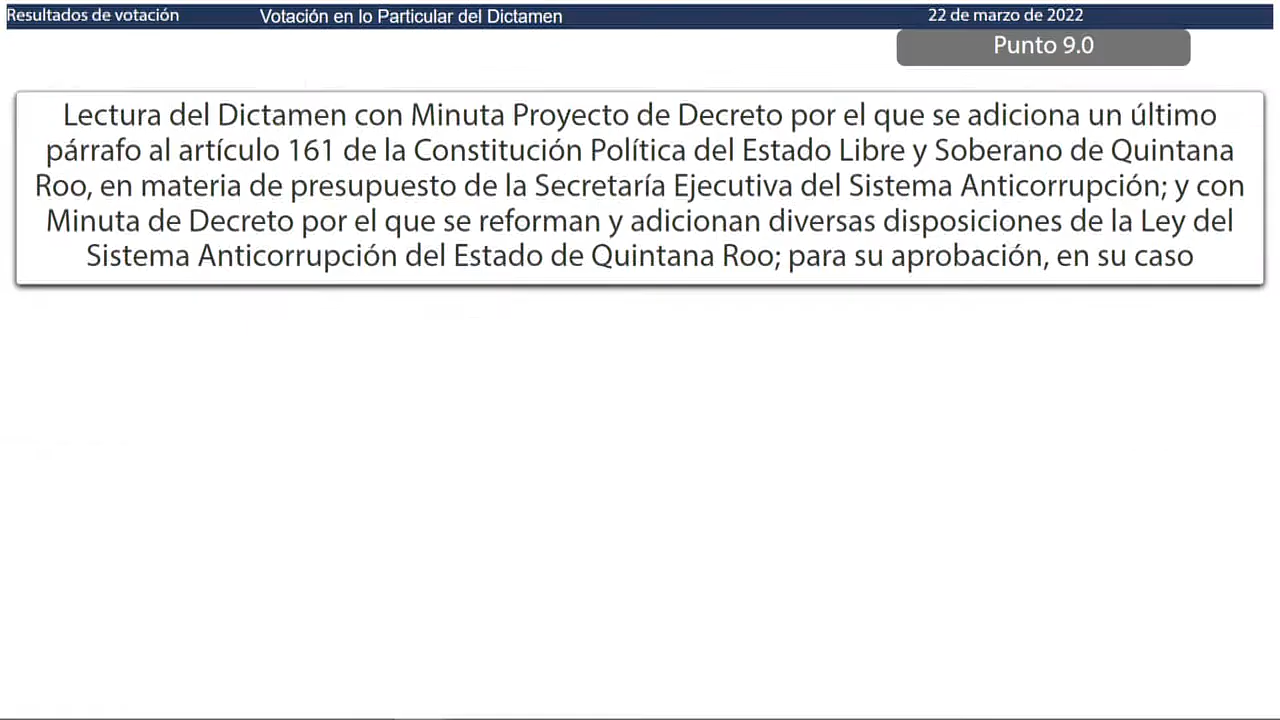 Resultados de votación Votación en lo Particular del Dictamen 22 de marzo de 2022
Punto 9.0
Lectura del Dictamen con Minuta Proyecto de Decreto por el que se adiciona un último
párrafo al artículo 161 de la Constitución Política del Estado Libre y Soberano de Quintana
Roo, en materia de presupuesto de la Secretaría Ejecutiva del Sistema Anticorrupción; y con
Minuta de Decreto por el que se reforman y adicionan diversas disposiciones de la Ley del
Sistema Anticorrupción del Estado de Quintana Roo; para su aprobación, en su caso